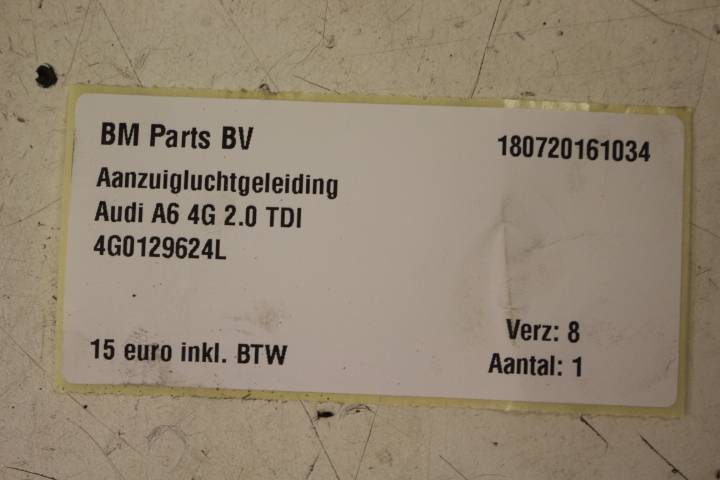 BM Parts BV
180720161034
Aanzuigluchtgeleiding
Audi A6 4G 2.0 TDI
4G0129624L
Verz: 8
15 euro inkl. BTW
Aantal: 1